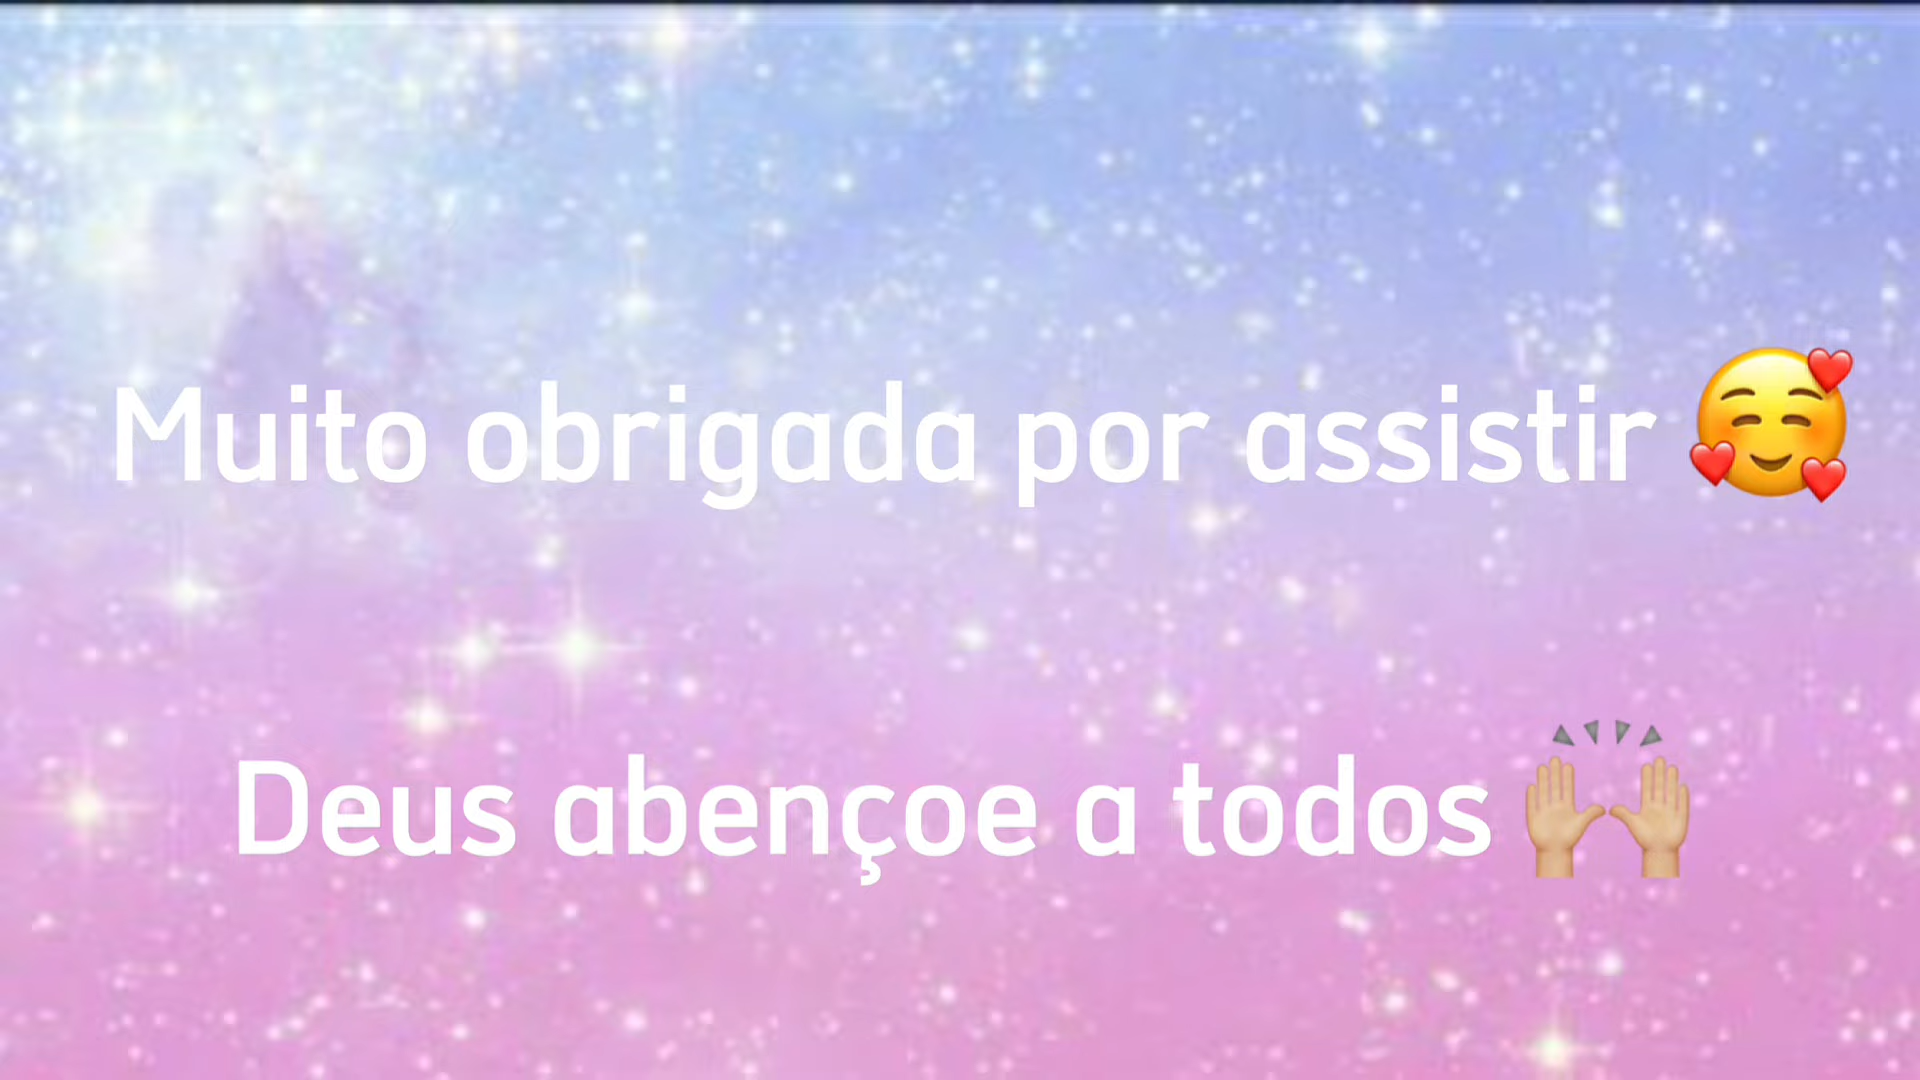 Muito obrigada por assistir 🥰
Deus abençoe a todos 🙌🏼